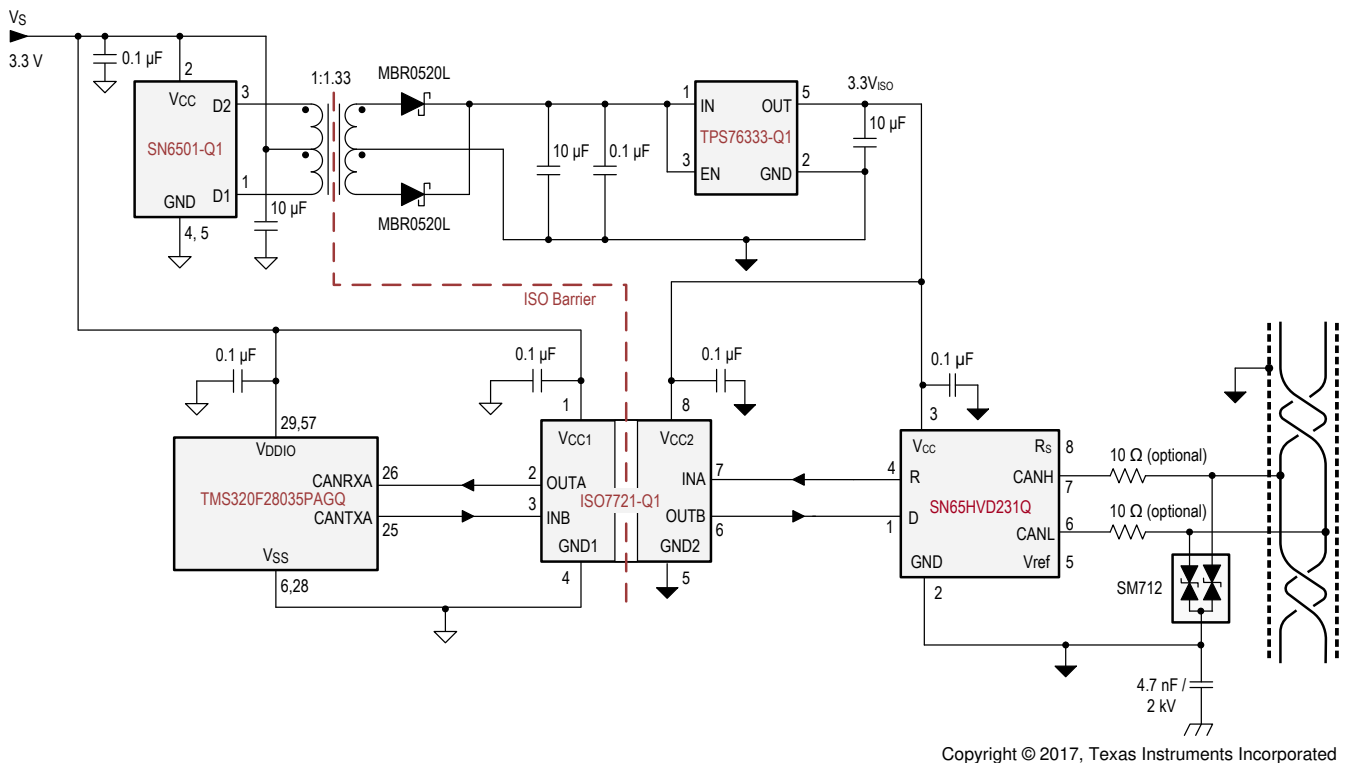 VS
3.3 V
0.1 µF
2
VCC
D2
3
SN6501-Q1
1
D1
GND
4, 5
10 µF
1:1.33
MBR0520L
MBR0520L
10 µF
0.1 µF
1
IN
OUT
5
TPS76333-Q1
3
EN
GND
2
3.3VISO
10 µF
ISO Barrier
0.1 µF
29,57
VDDIO
CANRXA
26
TMS320F28035PAGQ
CANTXA
25
VSS
6,28
0.1 µF
1
VCC1
2
OUTA
3
INB
GND1
4
ISO7721-Q1
0.1 µF
8
VCC2
INA
7
OUTB
6
GND2
5
0.1 µF
3
VCC
RS
8
4
R
CANH
7
SN65HVD231Q
1
D
CANL
6
GND
Vref
5
2
10 Ω (optional)
10 Ω (optional)
SM712
4.7 nF /
2 kV
Copyright © 2017, Texas Instruments Incorporated